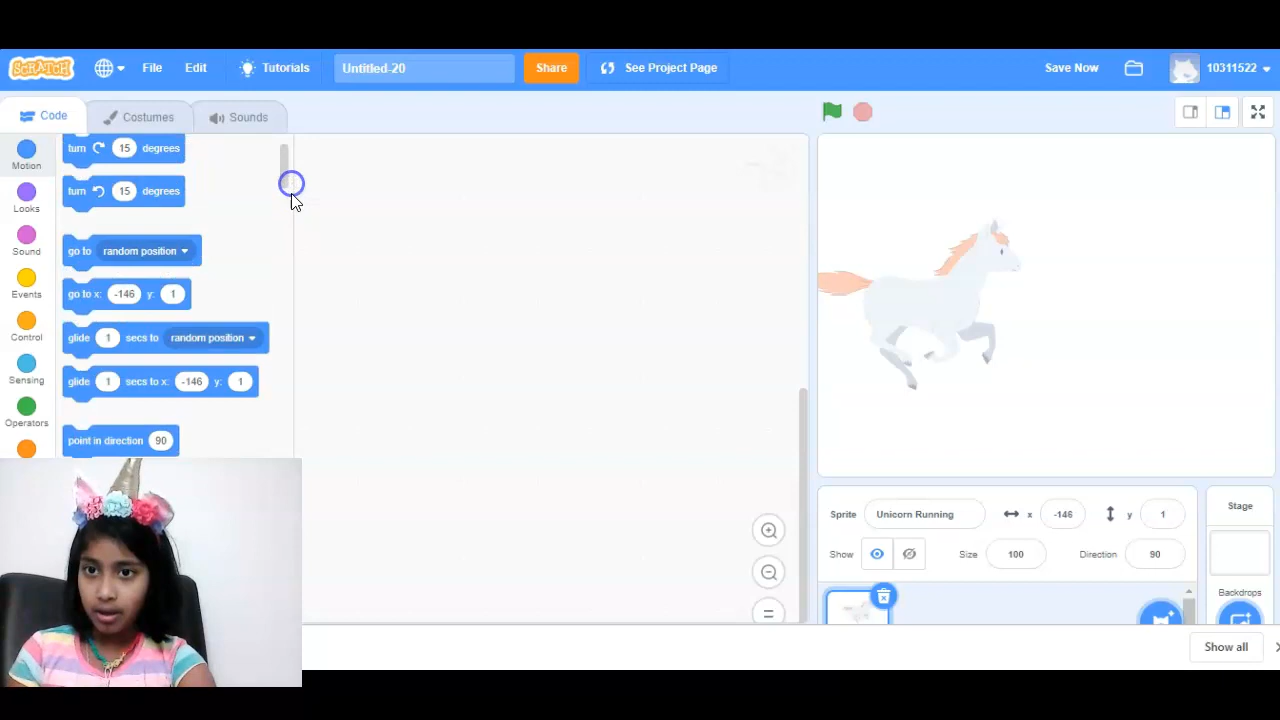 SCRATCH File Edit Tutorials Untitled-20 Share See Project Page Save Now 10311522
Code Costumes Sounds
Motion
Looks
Sound
Events
Control
Sensing
Operators
turn 15 degrees
turn 15 degrees
go to random position
go to x: -146 y: 1
glide 1 secs to random position
glide 1 secs to x: -146 y: 1
point in direction 90
Sprite Unicorn Running x -146 y 1
Show Size 100 Direction 90
Stage
Backdrops
Show all